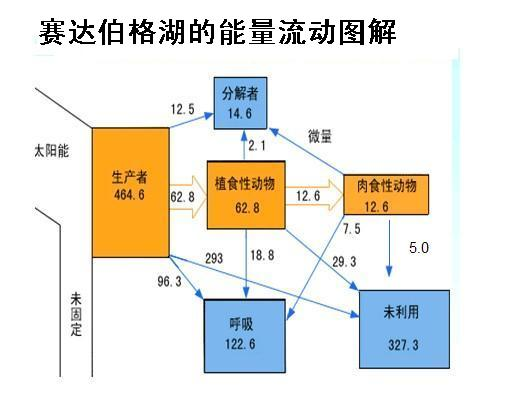 赛达伯格湖的能量流动图解
分解者
14.6
12.5
微量
太阳能
2.1
生产者
464.6
植食性动物
62.8
肉食性动物
12.6
62.8
12.6
7.5
5.0
293
18.8
29.3
96.3
未固定
呼吸
122.6
未利用
327.3